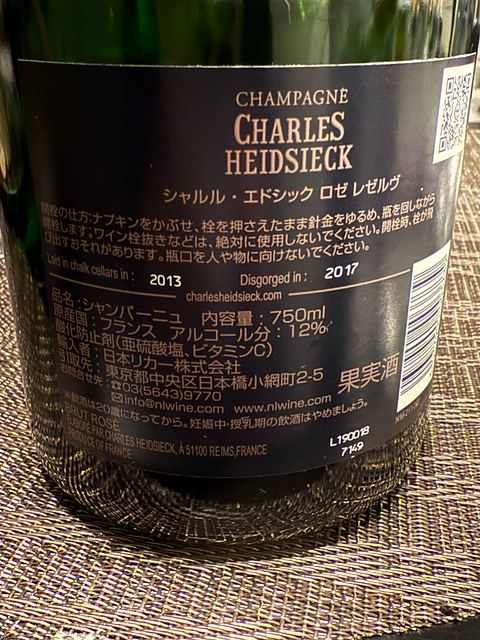 CHAMPAGNE
CHARLES
HEIDSIECK
シャルル・エドシック ロゼ レゼルヴ
開栓の仕方:ナプキンをかぶせ、栓を押さえたまま針金をゆるめ、瓶を回しながら
開栓します;ワイン栓抜きなどは、絶対に使用しないでください。開栓時、栓が飛
び出すおそれがあります。瓶口を人や物に向けないでください。
Laid in chalk cellars in: 2013 Disgorged in: 2017
charlesheidsieck.com
品名:シャンパーニュ 内容量:750ml
原産国:フランス アルコール分:12%
酸化防止剤(亜硫酸塩、ビタミンC)
輸入者:日本リカー株式会社
引取先:東京都中央区日本橋小網町2-5
お問合せ先:☎03(5643)9770
✉info@nlwine.com www.nlwine.com
果実酒
※飲酒は20歳になってから。妊娠中・授乳期の飲酒はやめましょう。
BRUT ROSÉ
ELABORÉ PAR CHARLES HEIDSIECK, À 51100 REIMS, FRANCE
PRODUCE OF FRANCE
L19001B
7149